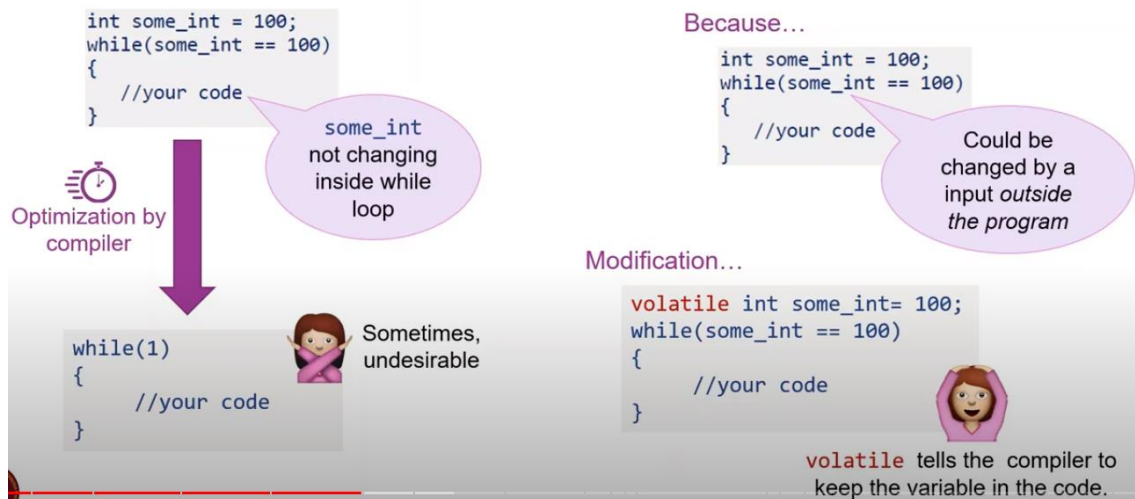 int some_int = 100;
while(some_int == 100)
{
//your code
}
some_int
not changing
inside while
loop
Optimization by
compiler
while(1)
{
//your code
}
Sometimes,
undesirable
Because...
int some_int = 100;
while(some_int == 100)
{
//your code
}
Could be
changed by a
input outside
the program
Modification...
volatile int some_int= 100;
while(some_int == 100)
{
//your code
}
volatile tells the compiler to
keep the variable in the code.